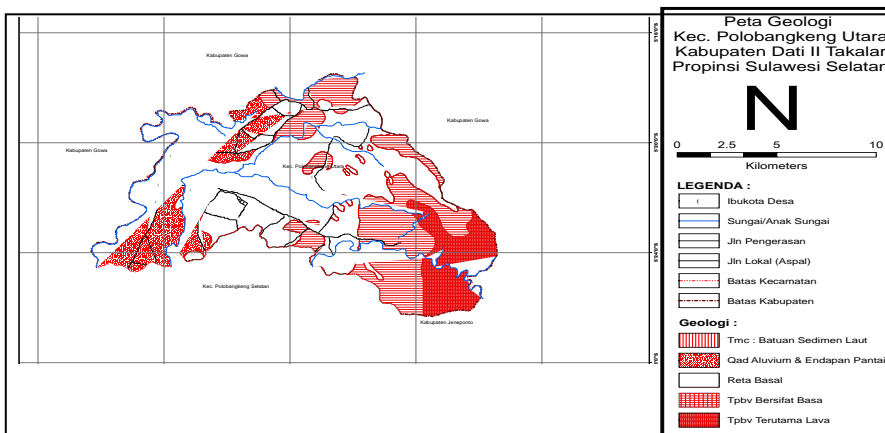 Peta Geologi
Kec. Polobangkeng Utara
Kabupaten Dati II Takalar
Propinsi Sulawesi Selatan
N
0 2.5 5 10
Kilometers
LEGENDA :
Ibukota Desa
Sungai/Anak Sungai
Jln Pengerasan
Jln Lokal (Aspal)
Batas Kecamatan
Batas Kabupaten
Geologi :
Tmc : Batuan Sedimen Laut
Qad Aluvium & Endapan Pantai
Reta Basal
Tpbv Bersifat Basa
Tpbv Terutama Lava
Kabupaten Gowa
Kabupaten Gowa
Kabupaten Gowa
Kec. Polobangkeng Utara
Kec. Polobangkeng Selatan
Kabupaten Jeneponto